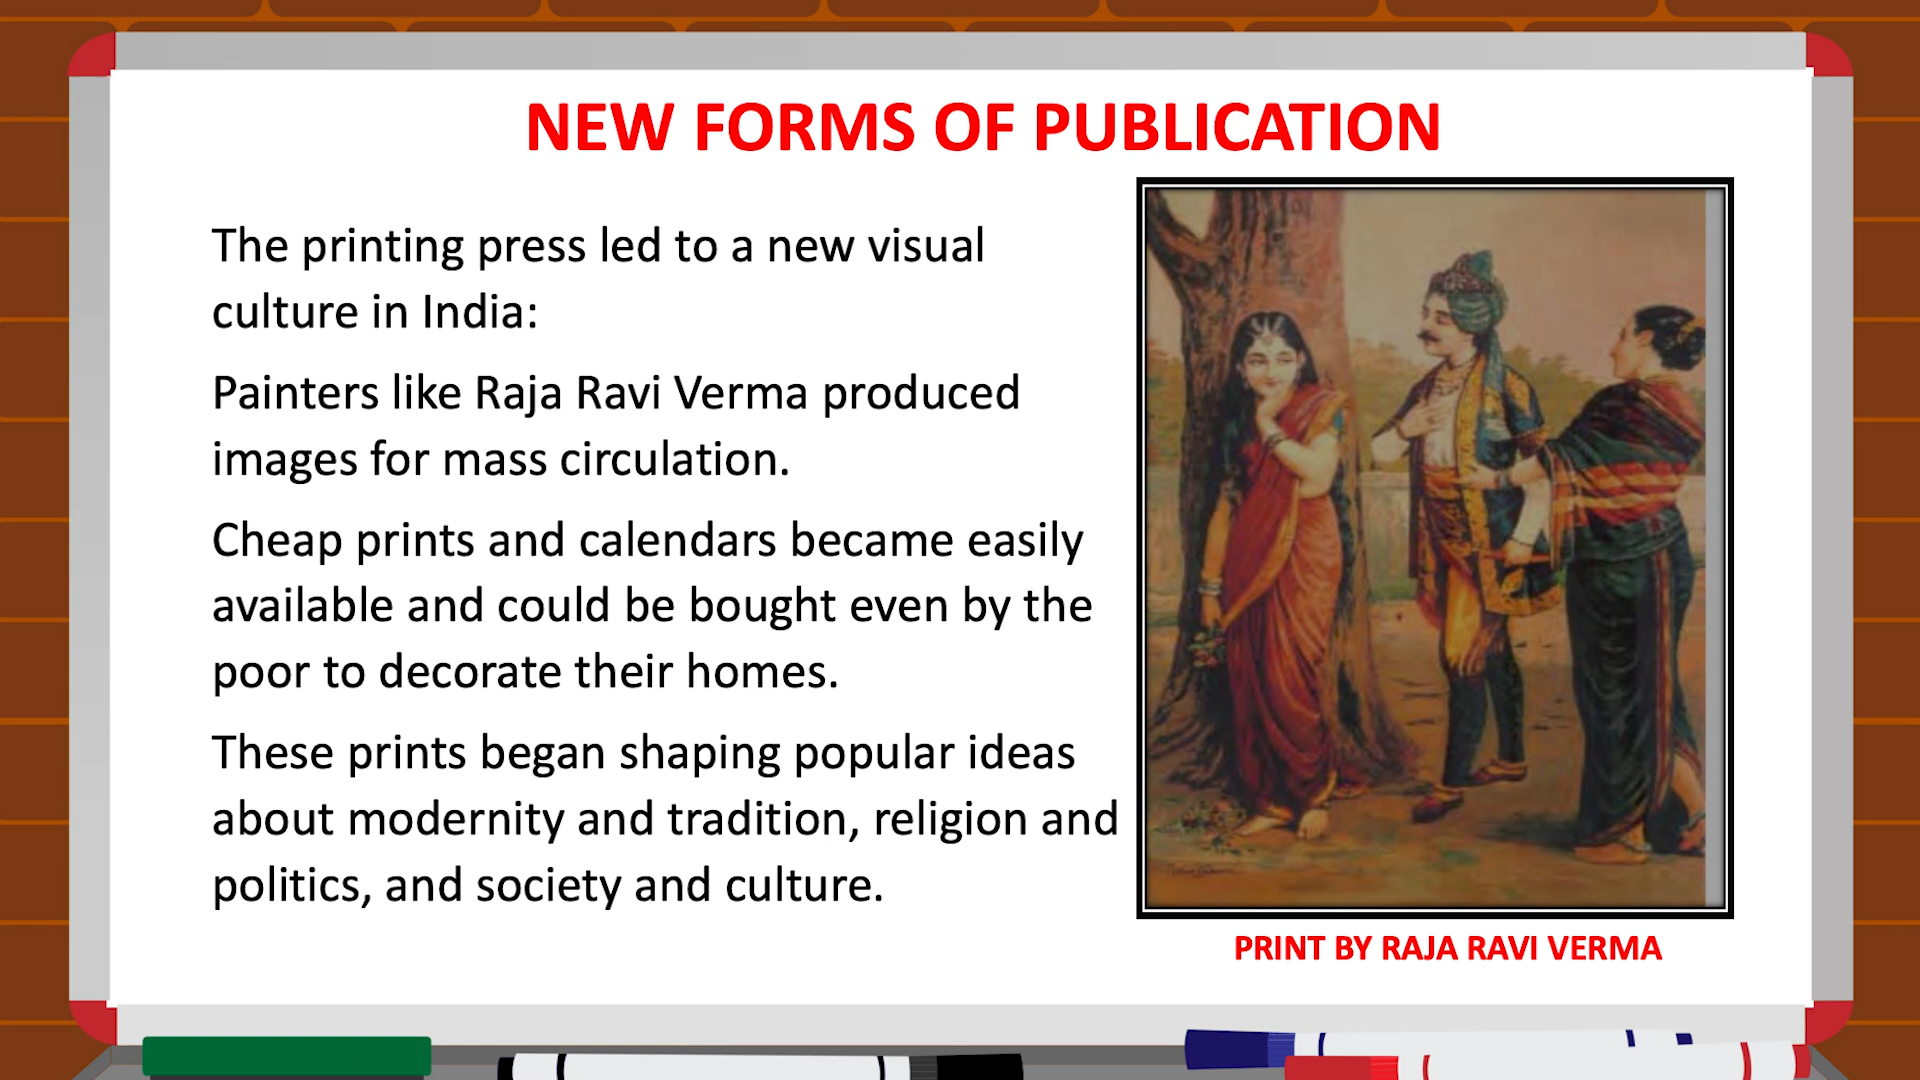 NEW FORMS OF PUBLICATION
The printing press led to a new visual
culture in India:
Painters like Raja Ravi Verma produced
images for mass circulation.
Cheap prints and calendars became easily
available and could be bought even by the
poor to decorate their homes.
These prints began shaping popular ideas
about modernity and tradition, religion and
politics, and society and culture.
PRINT BY RAJA RAVI VERMA